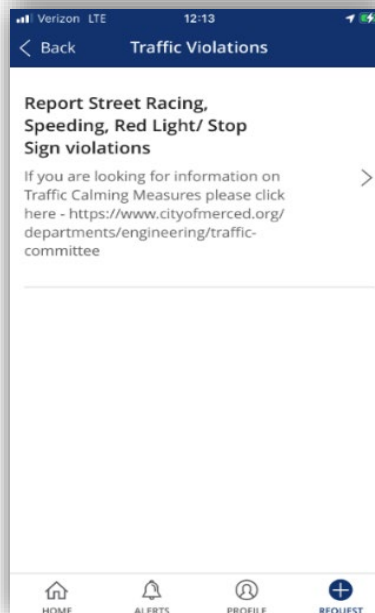 Verizon LTE 12:13
Back Traffic Violations
Report Street Racing,
Speeding, Red Light/ Stop
Sign violations
If you are looking for information on
Traffic Calming Measures please click
here - https://www.cityofmerced.org/
departments/engineering/traffic-
committee
HOME ALERTS PROFILE REQUEST